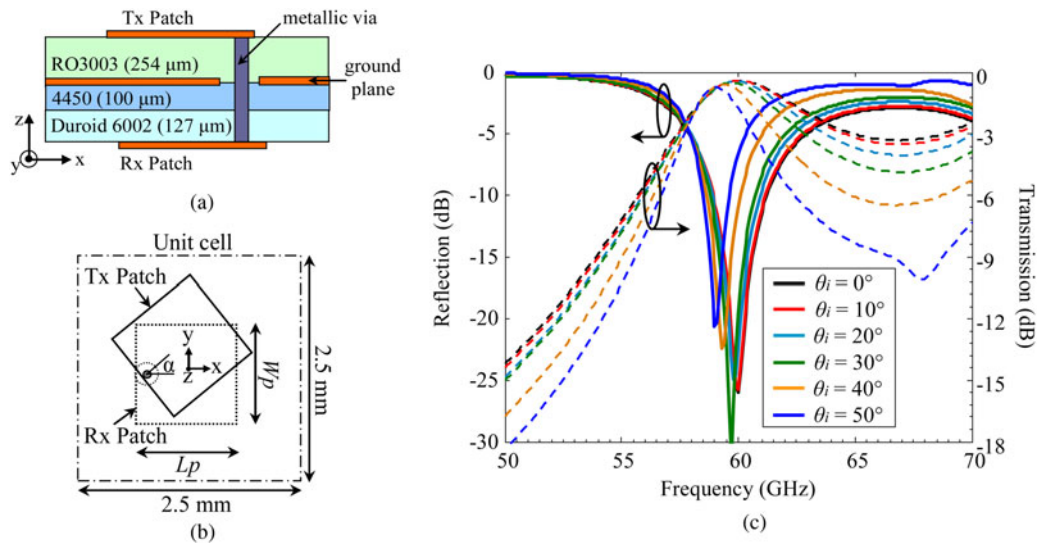 Tx Patch
metallic via
RO3003 (254 μm)
ground
plane
4450 (100 μm)
Duroid 6002 (127 μm)
z
y
x
Rx Patch
(a)
Unit cell
Tx Patch
y
α
z
x
Wp
2.5 mm
Rx Patch
Lp
2.5 mm
(b)
Reflection (dB)
0
-5
-10
-15
-20
-25
-30
50
55
60
65
70
Frequency (GHz)
Transmission (dB)
0
-3
-6
-9
-12
-15
-18
θi = 0°
θi = 10°
θi = 20°
θi = 30°
θi = 40°
θi = 50°
(c)